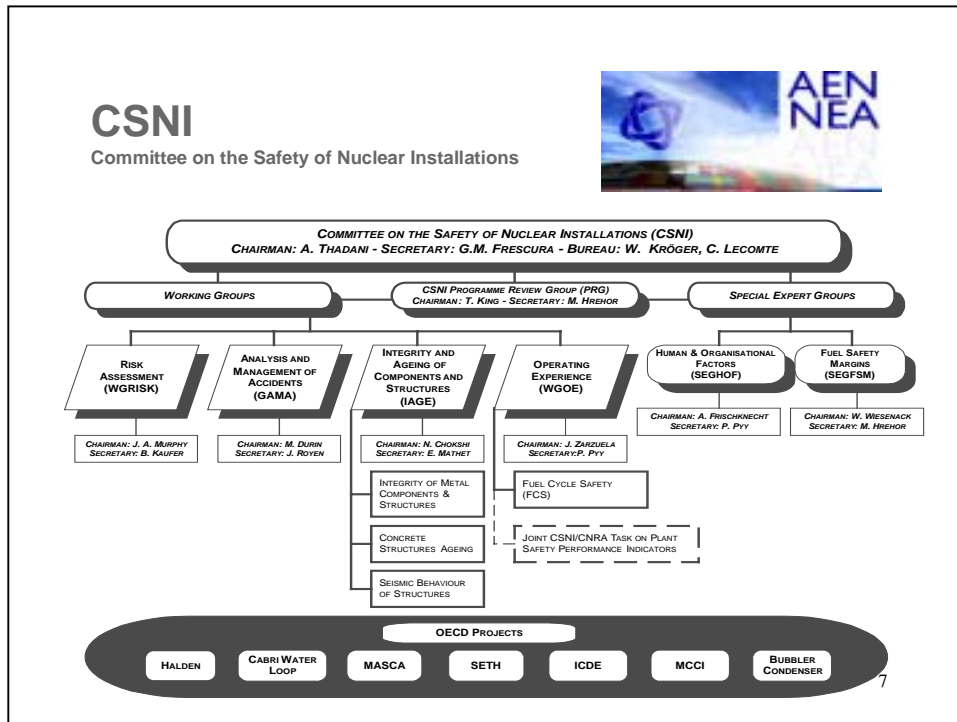 CSNI
Committee on the Safety of Nuclear Installations
AEN
NEA
COMMITTEE ON THE SAFETY OF NUCLEAR INSTALLATIONS (CSNI)
CHAIRMAN: A. THADANI - SECRETARY: G.M. FRESCURA - BUREAU: W. KRÖGER, C. LECOMTE
WORKING GROUPS
CSNI PROGRAMME REVIEW GROUP (PRG)
CHAIRMAN: T. KING - SECRETARY: M. HREHOR
SPECIAL EXPERT GROUPS
RISK
ASSESSMENT
(WGRISK)
CHAIRMAN: J. A. MURPHY
SECRETARY: B. KAUFER
ANALYSIS AND
MANAGEMENT OF
ACCIDENTS
(GAMA)
CHAIRMAN: M. DURIN
SECRETARY: J. ROYEN
INTEGRITY AND
AGEING OF
COMPONENTS AND
STRUCTURES
(IAGE)
CHAIRMAN: N. CHOKSHI
SECRETARY: E. MATHET
OPERATING
EXPERIENCE
(WGOE)
CHAIRMAN: J. ZARZUELA
SECRETARY:P. PYY
HUMAN & ORGANISATIONAL
FACTORS
(SEGHOF)
CHAIRMAN: A. FRISCHKNECHT
SECRETARY: P. PYY
FUEL SAFETY
MARGINS
(SEGFSM)
CHAIRMAN: W. WIESENACK
SECRETARY: M. HREHOR
INTEGRITY OF METAL
COMPONENTS &
STRUCTURES
CONCRETE
STRUCTURES AGEING
SEISMIC BEHAVIOUR
OF STRUCTURES
FUEL CYCLE SAFETY
(FCS)
JOINT CSNI/CNRA TASK ON PLANT
SAFETY PERFORMANCE INDICATORS
OECD PROJECTS
HALDEN
CABRI WATER
LOOP
MASCA
SETH
ICDE
MCCI
BUBBLER
CONDENSER
7